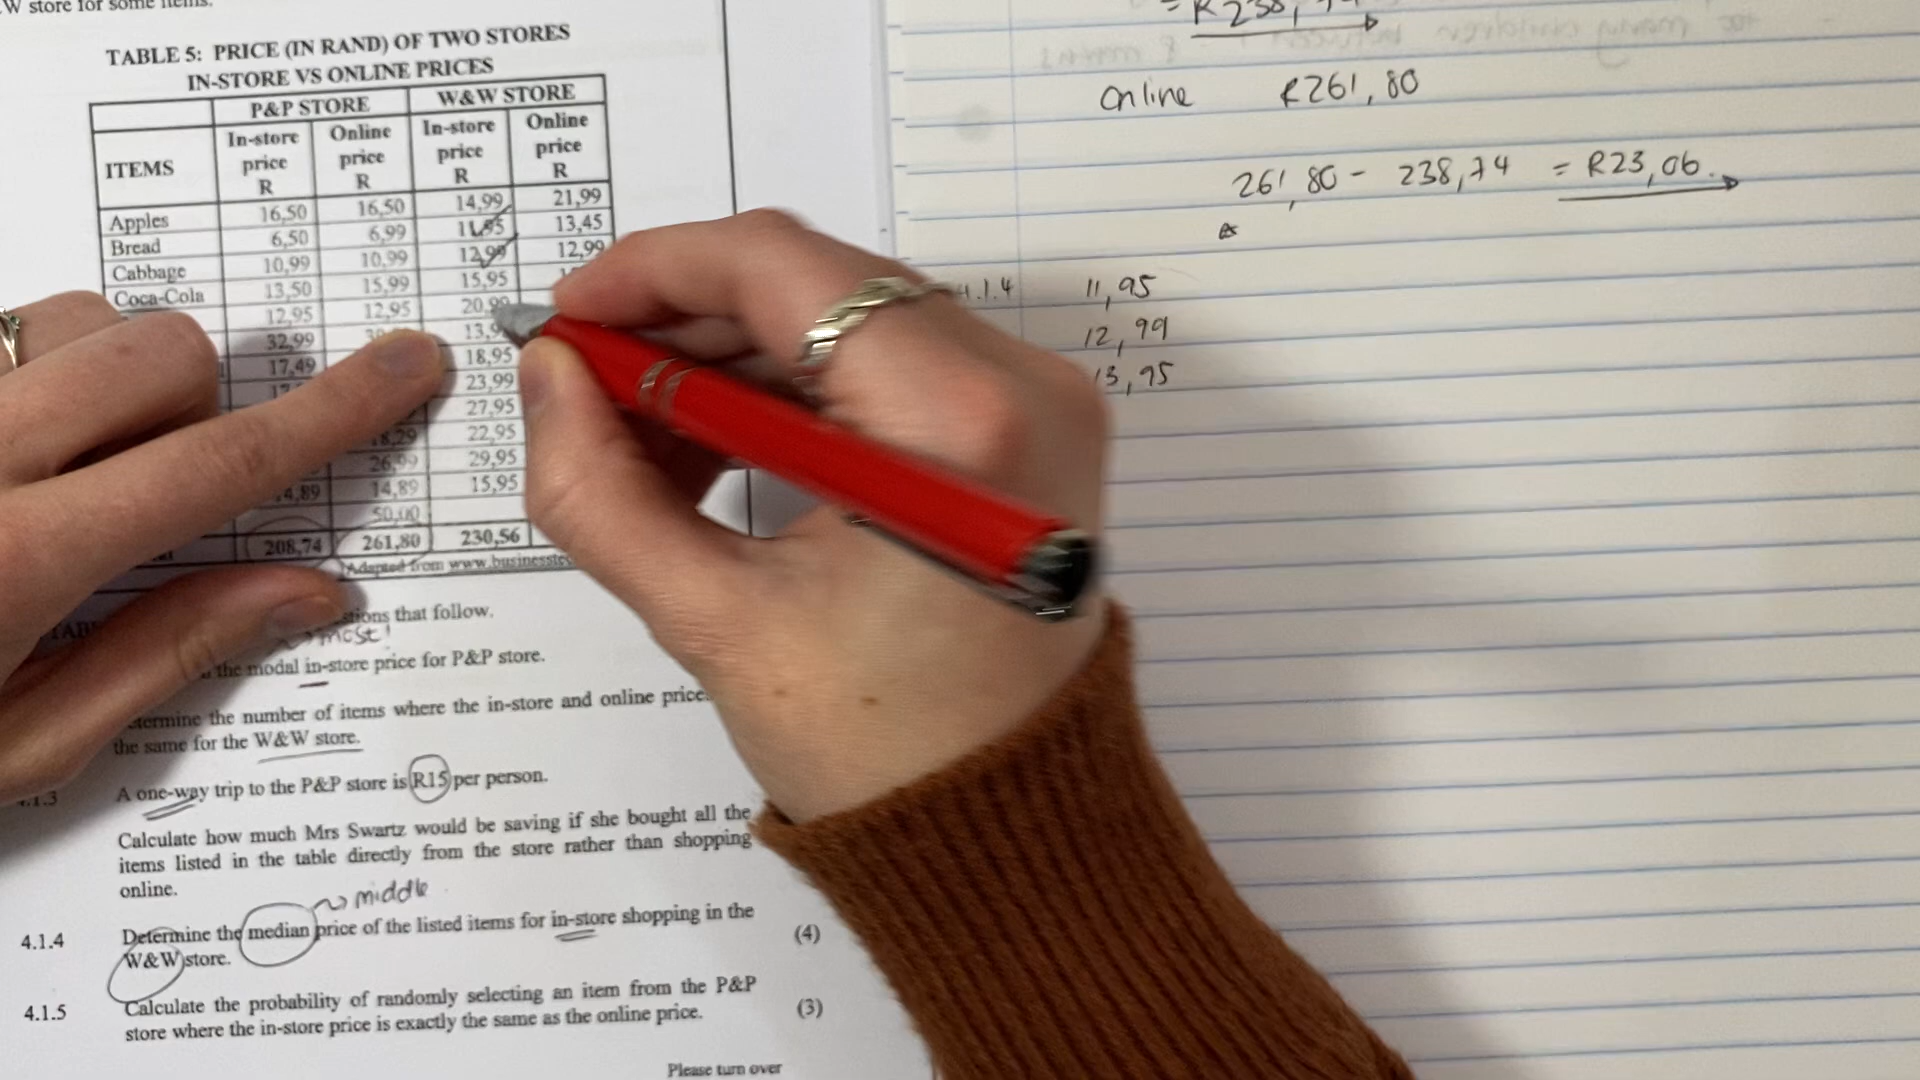 W store for some items.
TABLE 5: PRICE (IN RAND) OF TWO STORES
IN-STORE VS ONLINE PRICES
P&P STORE W&W STORE
ITEMS In-store price R Online price R In-store price R Online price R
Apples 16,50 16,50 14,99 21,99
Bread 6,50 6,99 11,95 13,45
Cabbage 10,99 10,99 12,99 12,99
Coca-Cola 13,50 15,99 15,95
12,95 12,95 20,99
32,99 13,9
17,49 18,95
23,99
27,95
18,29 22,95
26,99 29,95
14,89 14,89 15,95
50,00
208,74 261,80 230,56
Adapted from www.businesstec
TAB stions that follow.
most!
the modal in-store price for P&P store.
termine the number of items where the in-store and online price
the same for the W&W store.
4.1.3 A one-way trip to the P&P store is R15 per person.
Calculate how much Mrs Swartz would be saving if she bought all the
items listed in the table directly from the store rather than shopping
online.
middle
4.1.4 Determine the median price of the listed items for in-store shopping in the (4)
W&W store.
4.1.5 Calculate the probability of randomly selecting an item from the P&P (3)
store where the in-store price is exactly the same as the online price.
Please turn over
= R238,74
online R261,80
261,80 - 238,74 = R23,06.
4.1.4 11,95
12,99
13,95